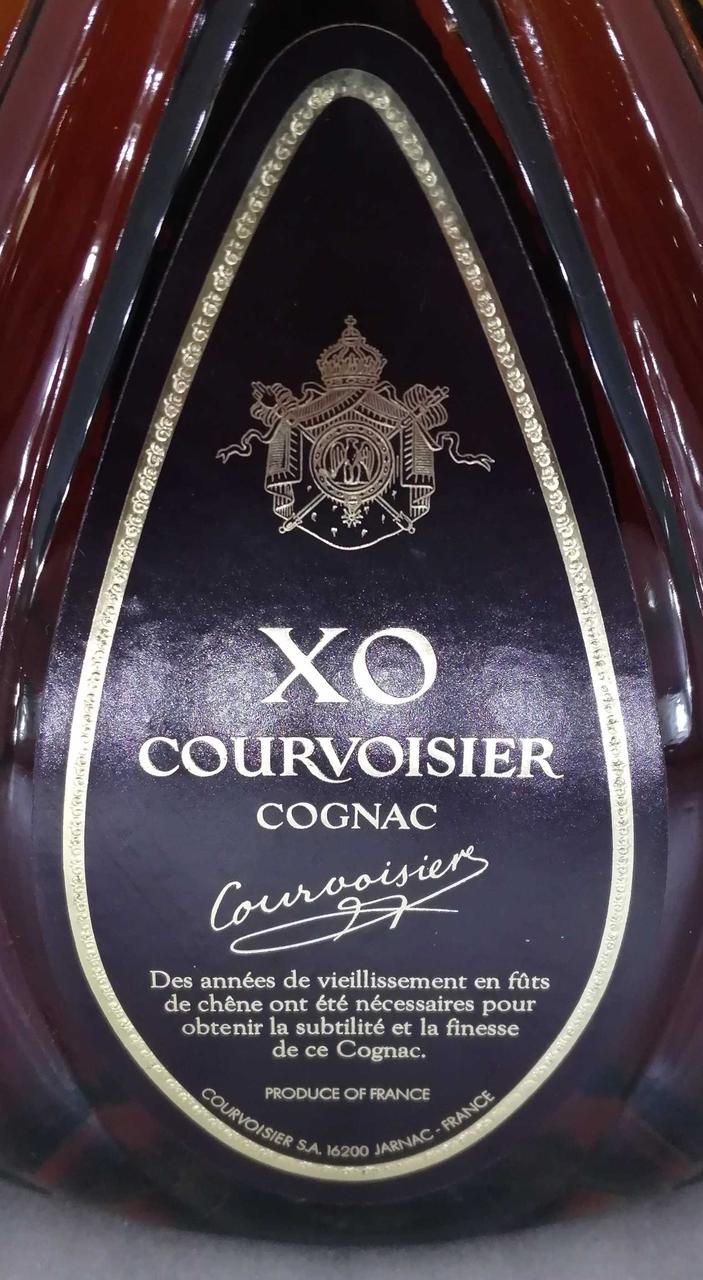 XO
COURVOISIER
COGNAC
Courvoisier
Des années de vieillissement en fûts
de chêne ont été nécessaires pour
obtenir la subtilité et la finesse
de ce Cognac.
PRODUCE OF FRANCE
COURVOISIER S.A. 16200 JARNAC - FRANCE